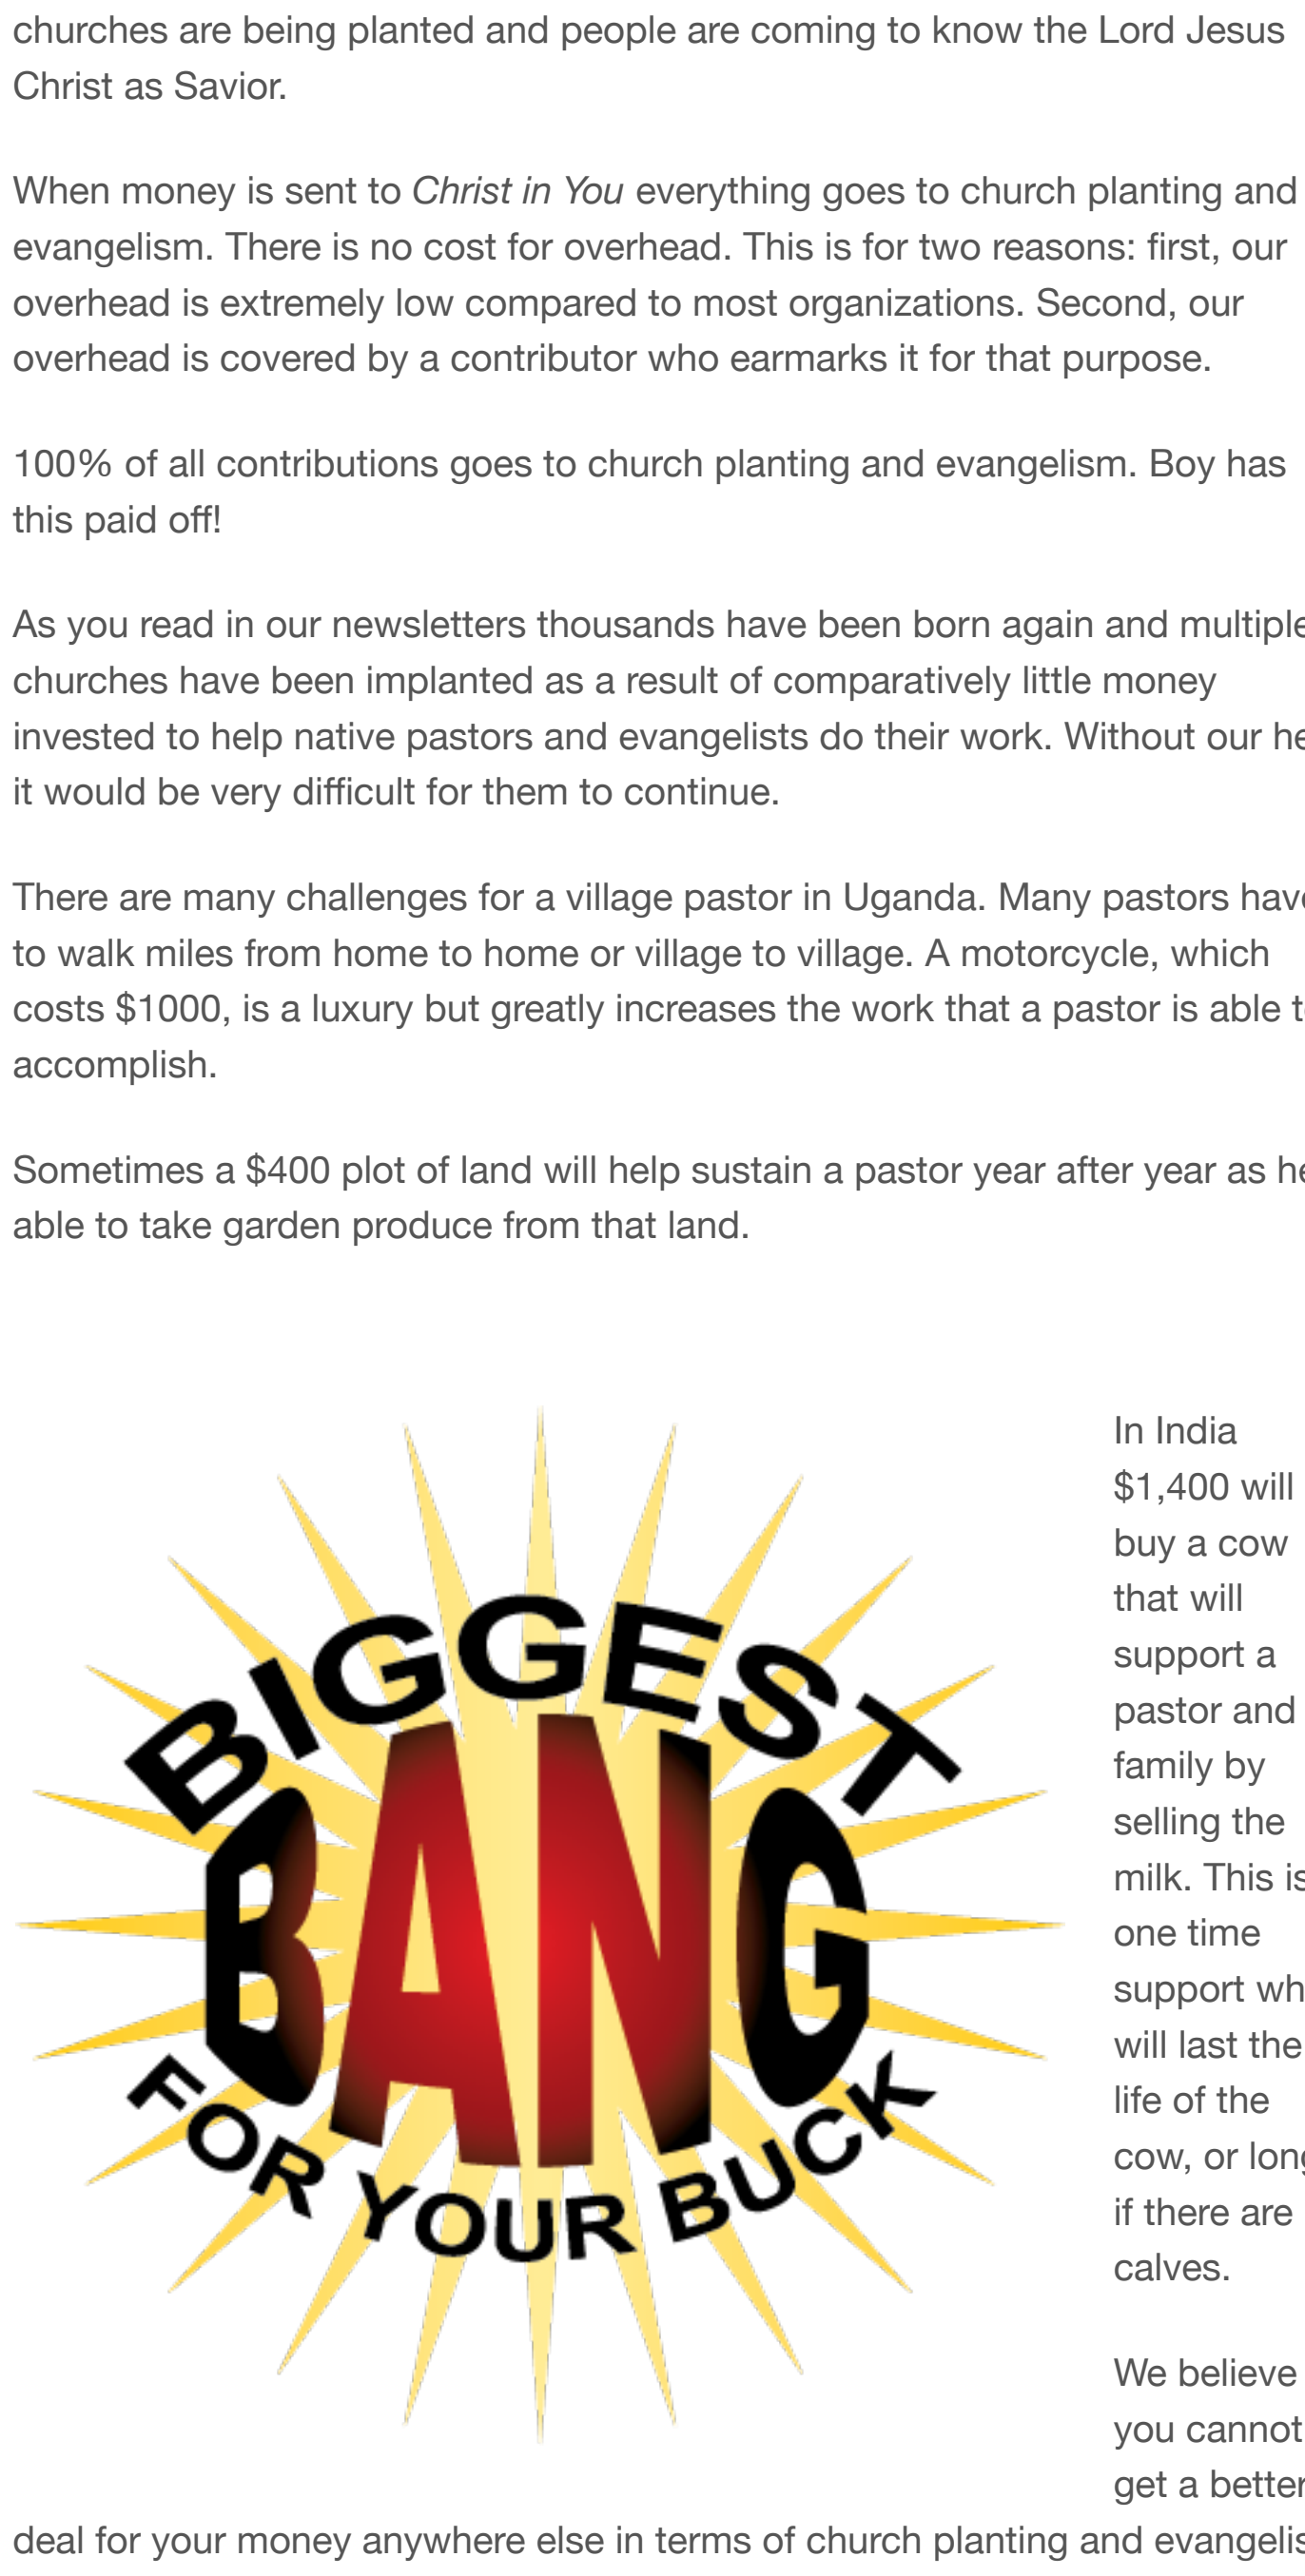 churches are being planted and people are coming to know the Lord Jesus
Christ as Savior.
When money is sent to Christ in You everything goes to church planting and
evangelism. There is no cost for overhead. This is for two reasons: first, our
overhead is extremely low compared to most organizations. Second, our
overhead is covered by a contributor who earmarks it for that purpose.
100% of all contributions goes to church planting and evangelism. Boy has
this paid off!
As you read in our newsletters thousands have been born again and multiple
churches have been implanted as a result of comparatively little money
invested to help native pastors and evangelists do their work. Without our
it would be very difficult for them to continue.
There are many challenges for a village pastor in Uganda. Many pastors have
to walk miles from home to home or village to village. A motorcycle, which
costs $1000, is a luxury but greatly increases the work that a pastor is able
accomplish.
Sometimes a $400 plot of land will help sustain a pastor year after year as
able to take garden produce from that land.
BIGGEST
BANG
FOR YOUR BUCK
In India
$1,400 will
buy a cow
that will
support a
pastor and
family by
selling the
milk. This is
one time
support
will last the
life of the
cow, or
if there are
calves.
We believe
you cannot
get a better
deal for your money anywhere else in terms of church planting and